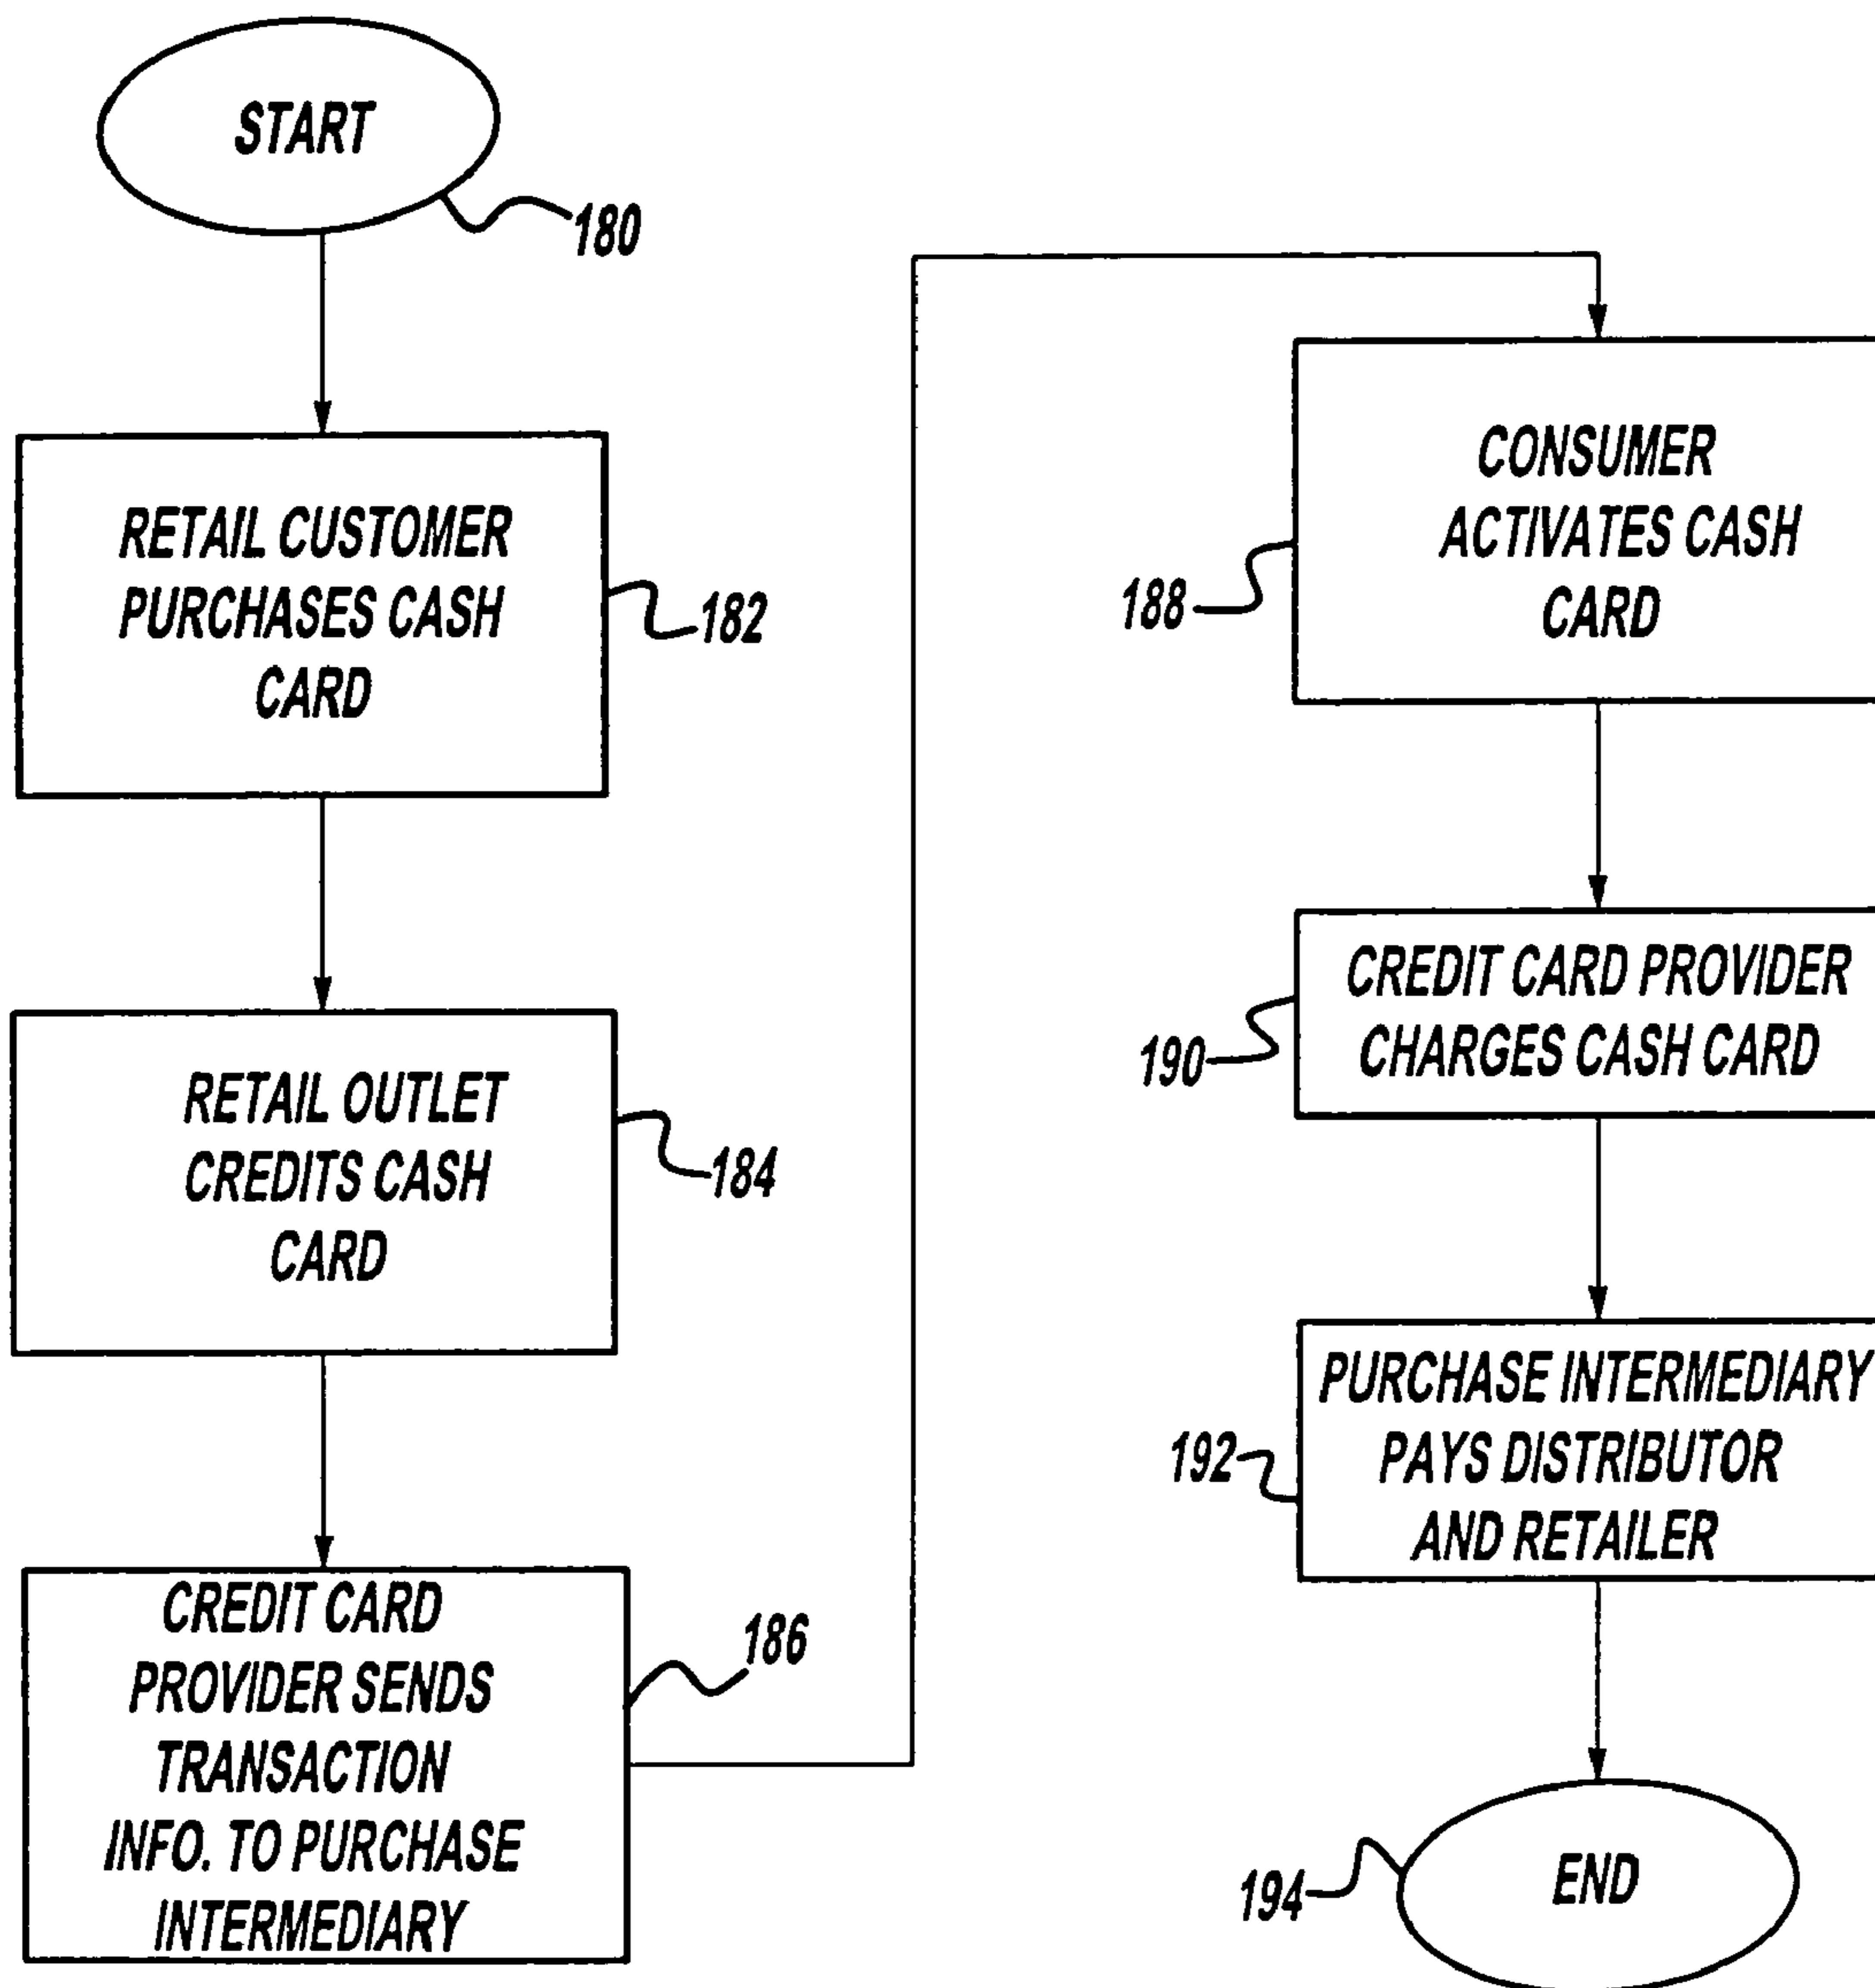 START
180
RETAIL CUSTOMER
PURCHASES CASH
CARD
182
RETAIL OUTLET
CREDITS CASH
CARD
184
CREDIT CARD
PROVIDER SENDS
TRANSACTION
INFO. TO PURCHASE
INTERMEDIARY
186
CONSUMER
ACTIVATES CASH
CARD
188
CREDIT CARD PROVIDER
CHARGES CASH CARD
190
PURCHASE INTERMEDIARY
PAYS DISTRIBUTOR
AND RETAILER
192
END
194